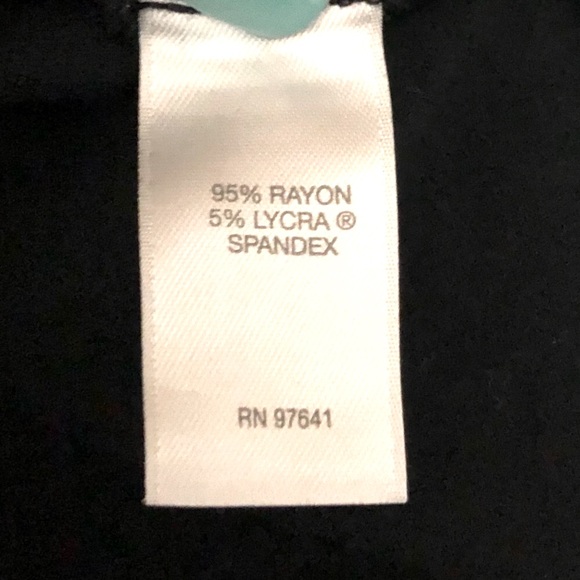 95% RAYON
5% LYCRA ®
SPANDEX
RN 97641